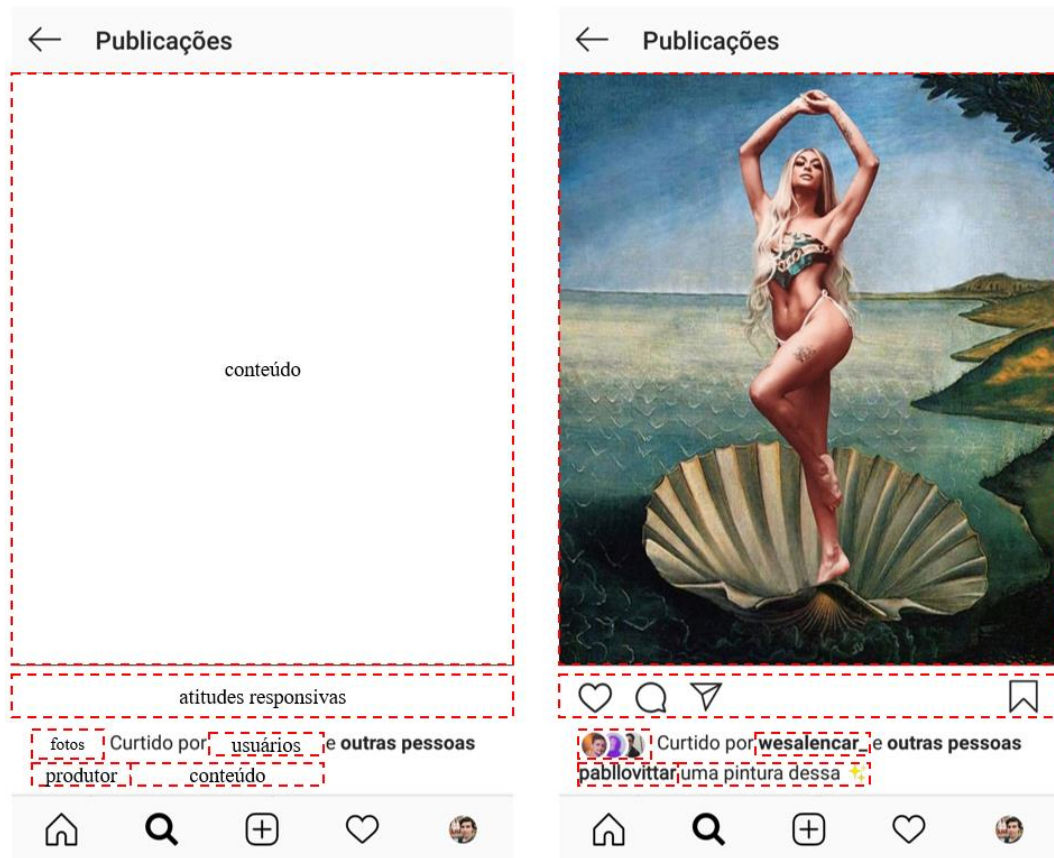 Publicações
conteúdo
atitudes responsivas
fotos Curtido por usuários e outras pessoas
produtor conteúdo
Publicações
Curtido por wesalencar_ e outras pessoas
pabllovittar uma pintura dessa ✨